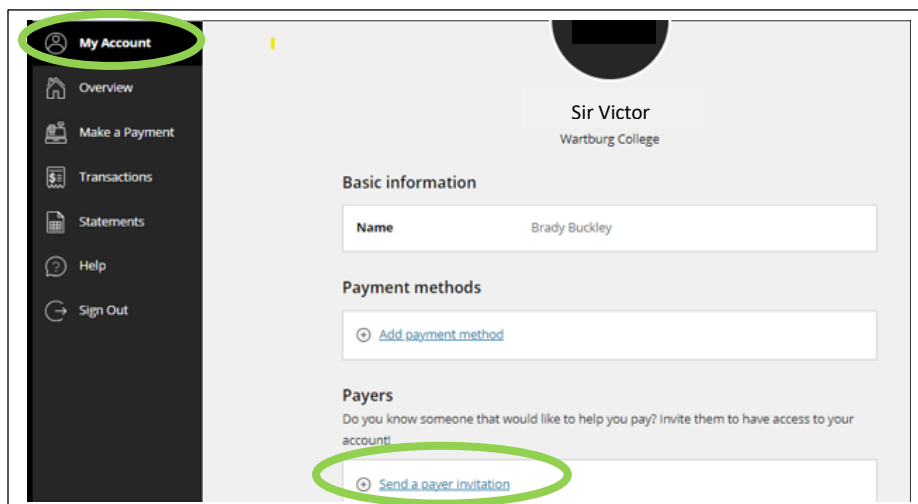 My Account
Overview
Make a Payment
Transactions
Statements
Help
Sign Out
Sir Victor
Wartburg College
Basic information
Name Brady Buckley
Payment methods
Add payment method
Payers
Do you know someone that would like to help you pay? Invite them to have access to your
account!
Send a payer invitation